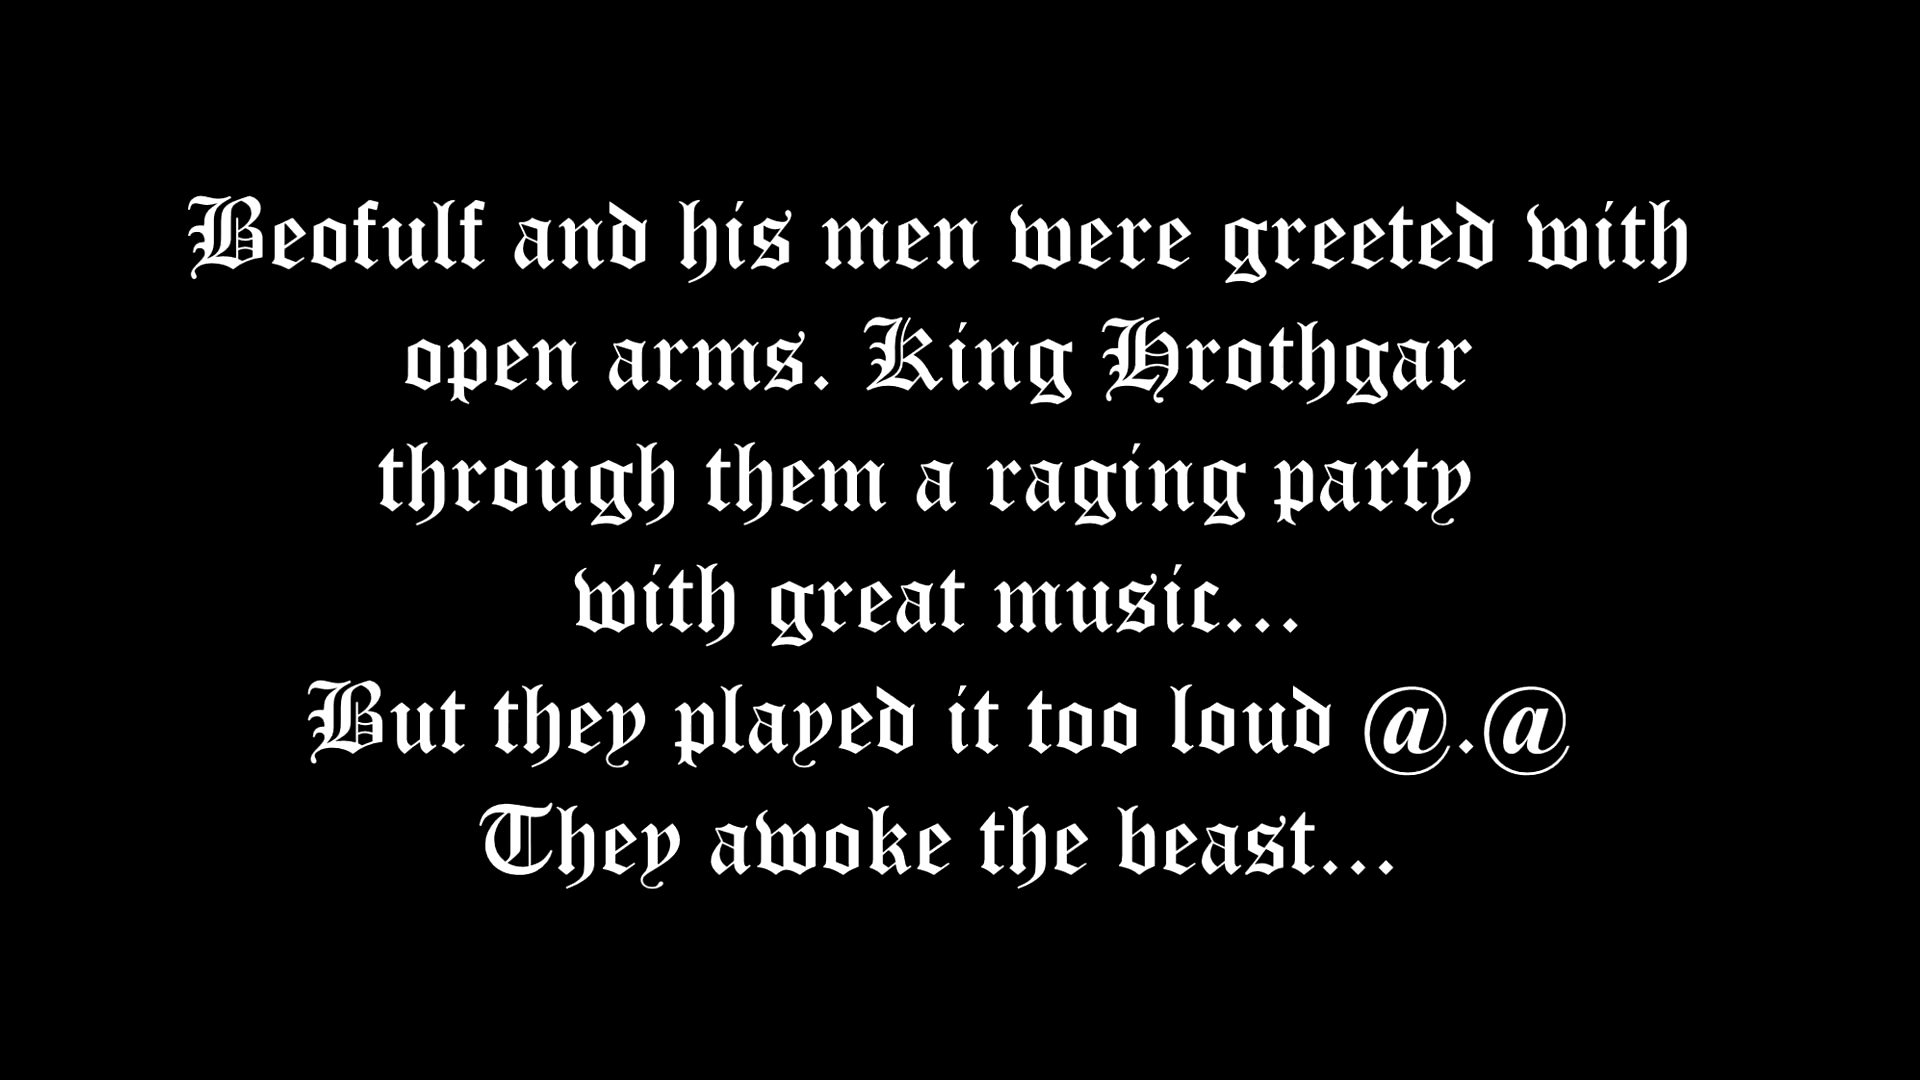 Beofulf and his men were greeted with
open arms. King Hrothgar
through them a raging party
with great music...
But they played it too loud @.@
They awoke the beast...